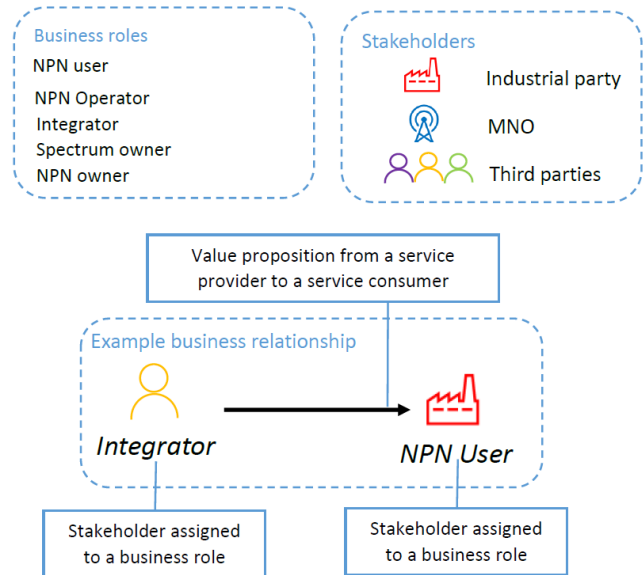 Business roles
NPN user
NPN Operator
Integrator
Spectrum owner
NPN owner
Stakeholders
Industrial party
MNO
Third parties
Value proposition from a service
provider to a service consumer
Example business relationship
Integrator
NPN User
Stakeholder assigned
to a business role
Stakeholder assigned
to a business role